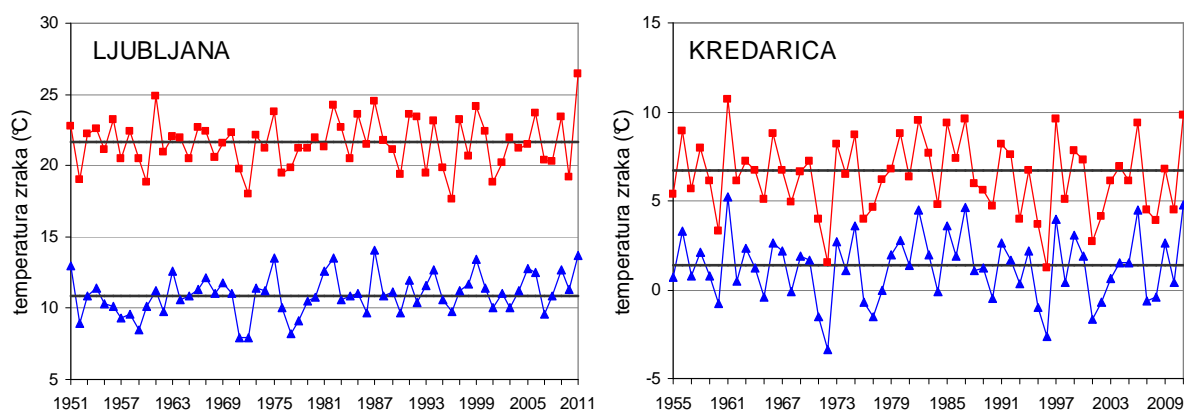 LJUBLJANA
temperatura zraka (°C)
30
25
20
15
10
5
1951 1957 1963 1969 1975 1981 1987 1993 1999 2005 2011
KREDARICA
temperatura zraka (°C)
15
10
5
0
-5
1955 1961 1967 1973 1979 1985 1991 1997 2003 2009